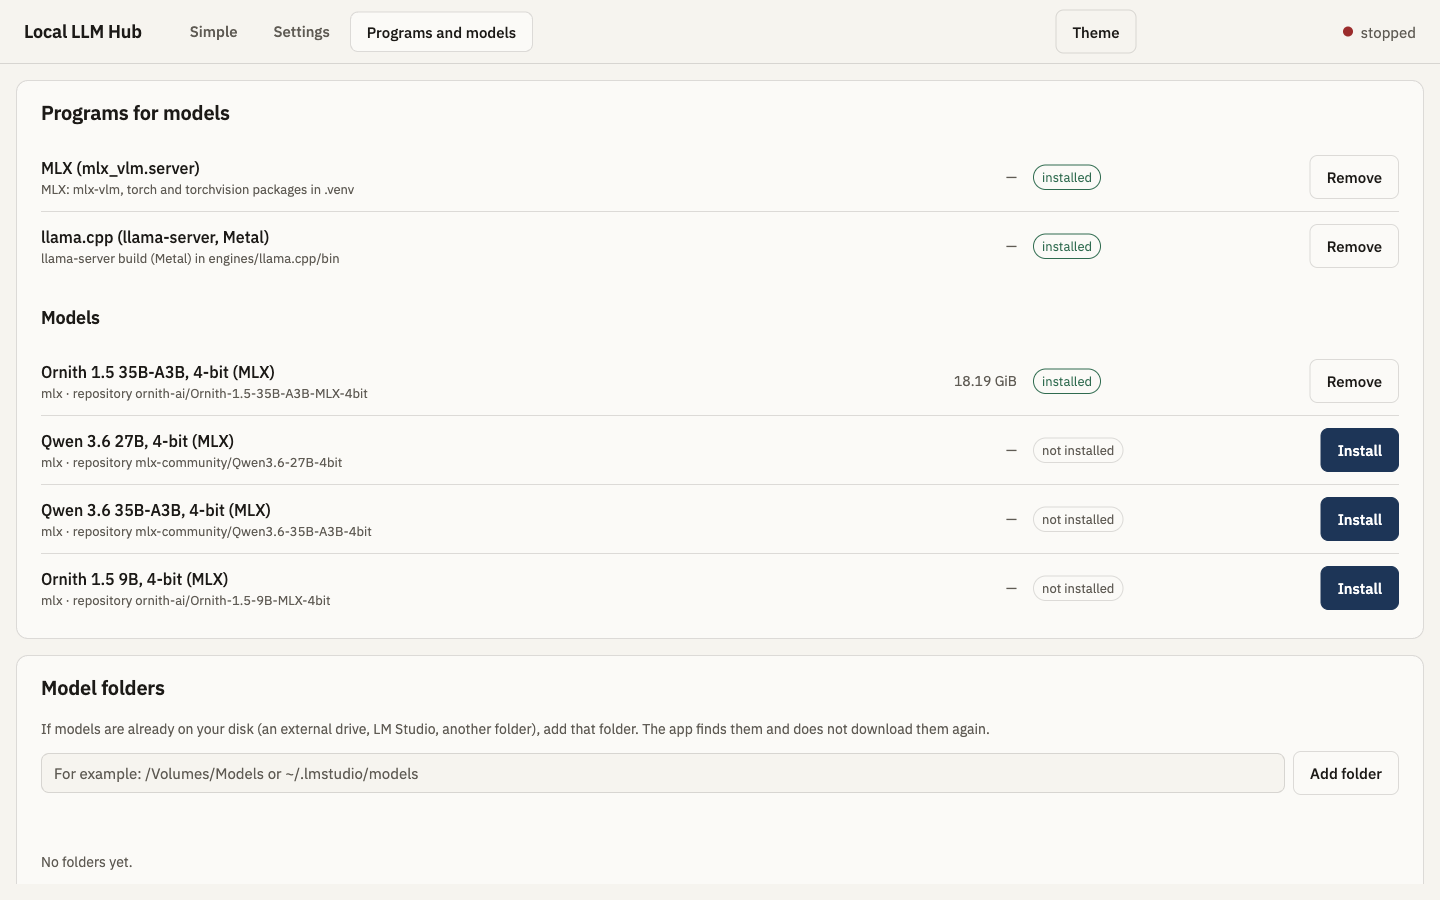 Local LLM Hub
Simple
Settings
Programs and models
Theme
stopped
Programs for models
MLX (mlx_vlm.server)
MLX: mlx-vlm, torch and torchvision packages in .venv
— installed
Remove
llama.cpp (llama-server, Metal)
llama-server build (Metal) in engines/llama.cpp/bin
— installed
Remove
Models
Ornith 1.5 35B-A3B, 4-bit (MLX)
mlx · repository ornith-ai/Ornith-1.5-35B-A3B-MLX-4bit
18.19 GiB installed
Remove
Qwen 3.6 27B, 4-bit (MLX)
mlx · repository mlx-community/Qwen3.6-27B-4bit
— not installed
Install
Qwen 3.6 35B-A3B, 4-bit (MLX)
mlx · repository mlx-community/Qwen3.6-35B-A3B-4bit
— not installed
Install
Ornith 1.5 9B, 4-bit (MLX)
mlx · repository ornith-ai/Ornith-1.5-9B-MLX-4bit
— not installed
Install
Model folders
If models are already on your disk (an external drive, LM Studio, another folder), add that folder. The app finds them and does not download them again.
For example: /Volumes/Models or ~/.lmstudio/models
Add folder
No folders yet.